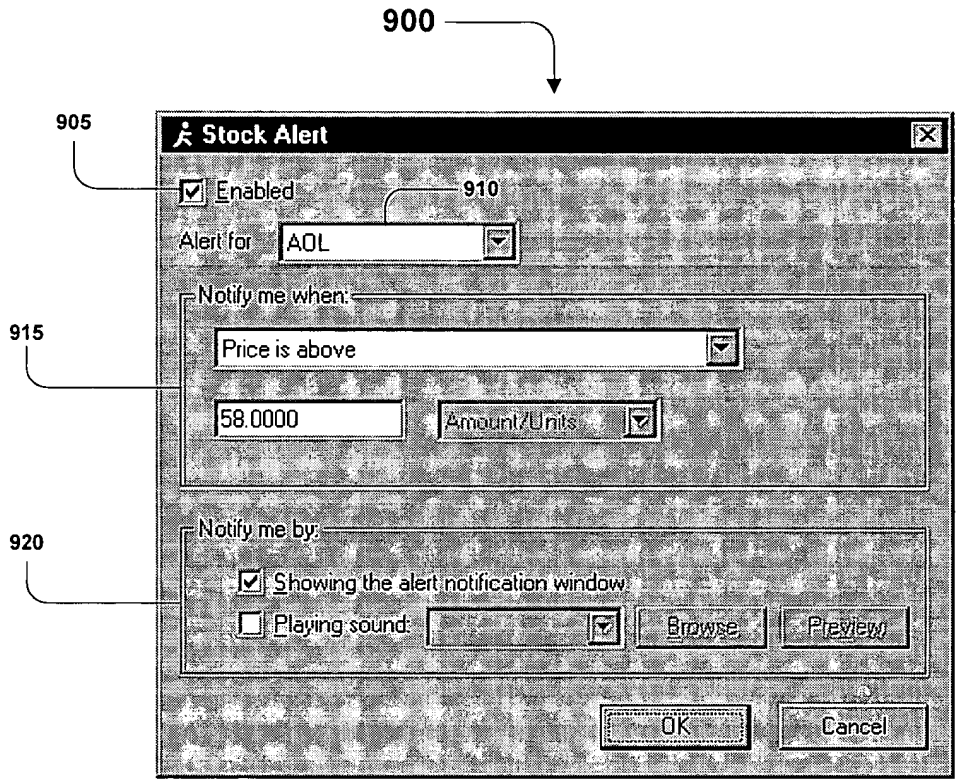 900
905
Stock Alert
Enabled
910
Alert for AOL
Notify me when:
915
Price is above
58.0000 Amount/Units
Notify me by:
920
Showing the alert notification window
Playing sound: Browse Preview
OK Cancel